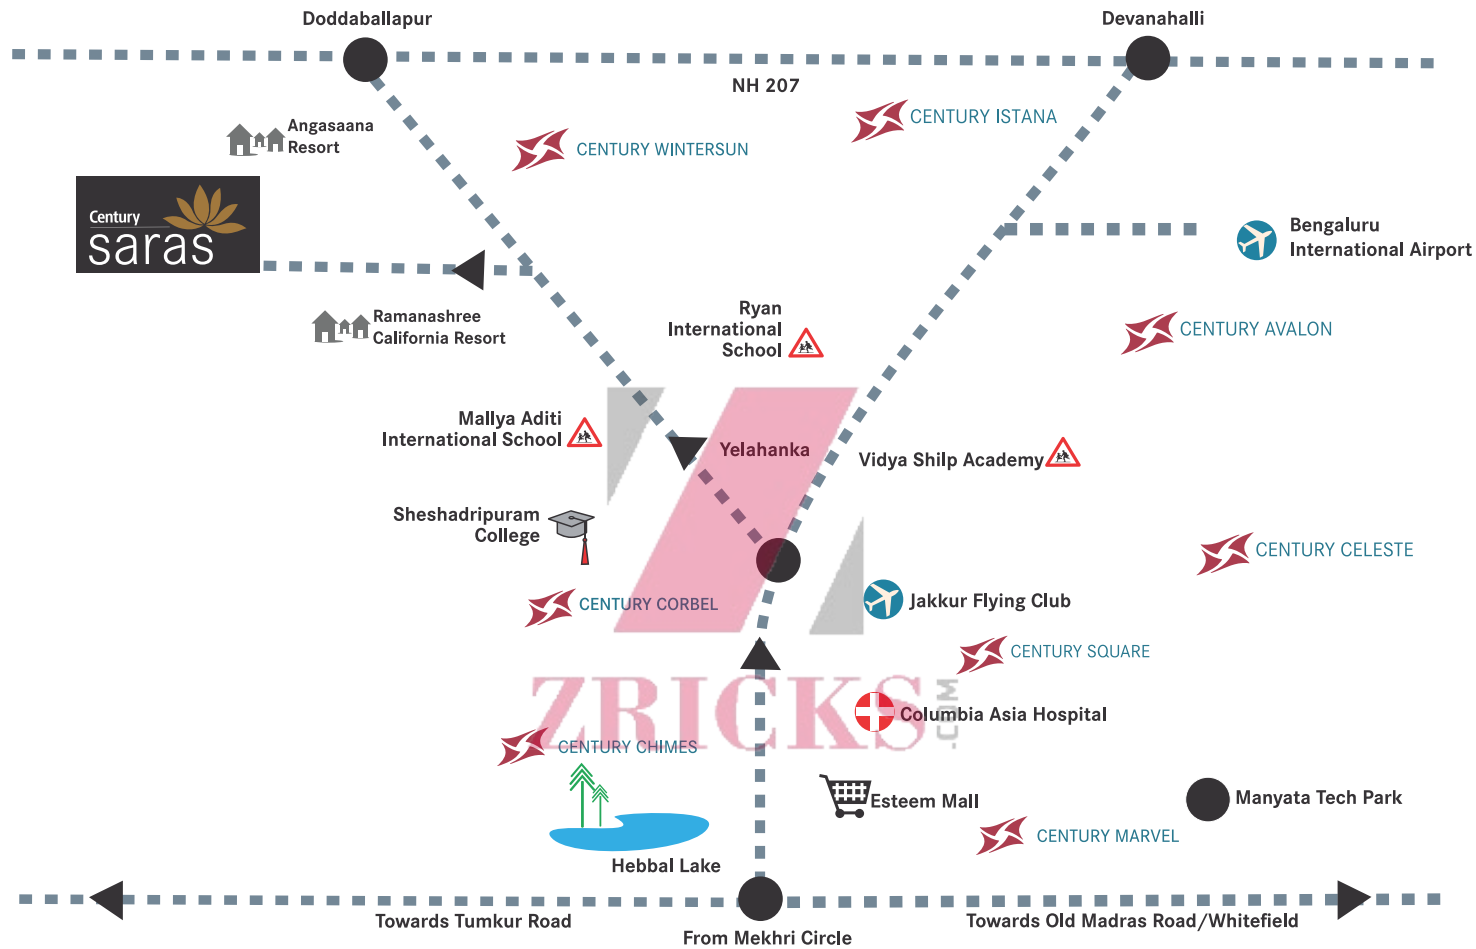 Doddaballapur
Devanahalli
NH 207
Angasaana
Resort
CENTURY WINTERSUN
CENTURY ISTANA
Century
saras
Bengaluru
International Airport
Ramanashree
California Resort
Ryan
International
School
CENTURY AVALON
Mallya Aditi
International School
Yelahanka
Vidya Shilp Academy
Sheshadripuram
College
CENTURY CELESTE
CENTURY CORBEL
Jakkur Flying Club
CENTURY SQUARE
ZRICKS
.COM
Columbia Asia Hospital
CENTURY CHIMES
Esteem Mall
Manyata Tech Park
CENTURY MARVEL
Hebbal Lake
Towards Tumkur Road
Towards Old Madras Road/Whitefield
From Mekhri Circle